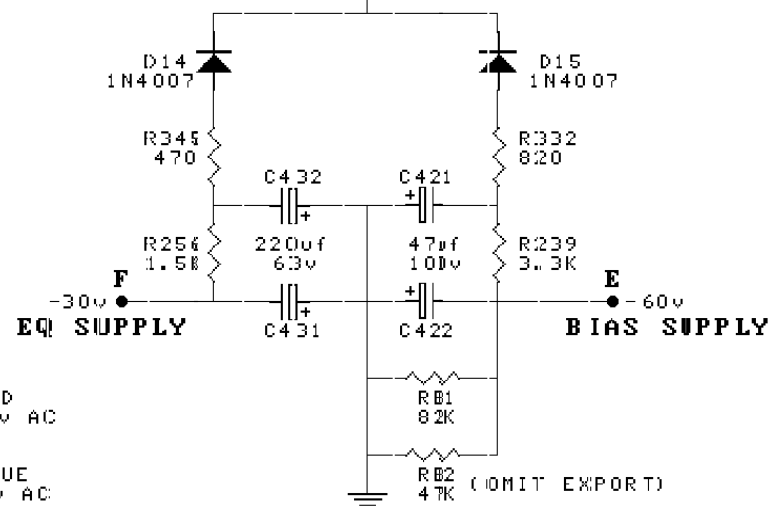 D14
1N4007
D15
1N4007
R345
470
R332
820
C432
+
C421
+
R256
1.5K
220uf
63v
47uf
100v
R239
3.3K
F
-30v
EQ SUPPLY
+
C431
+
C422
E
-60v
BIAS SUPPLY
D
v AC
RB1
82K
UE
v AC
RB2
47K
(OMIT EXPORT)